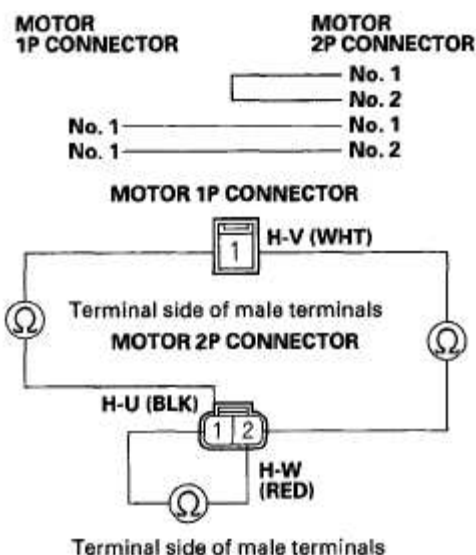 MOTOR
1P CONNECTOR
MOTOR
2P CONNECTOR
No. 1
No. 2
No. 1 No. 1
No. 1 No. 2
MOTOR 1P CONNECTOR
1
H-V (WHT)
Ω
Terminal side of male terminals
Ω
MOTOR 2P CONNECTOR
H-U (BLK)
1 2
H-W
(RED)
Ω
Terminal side of male terminals